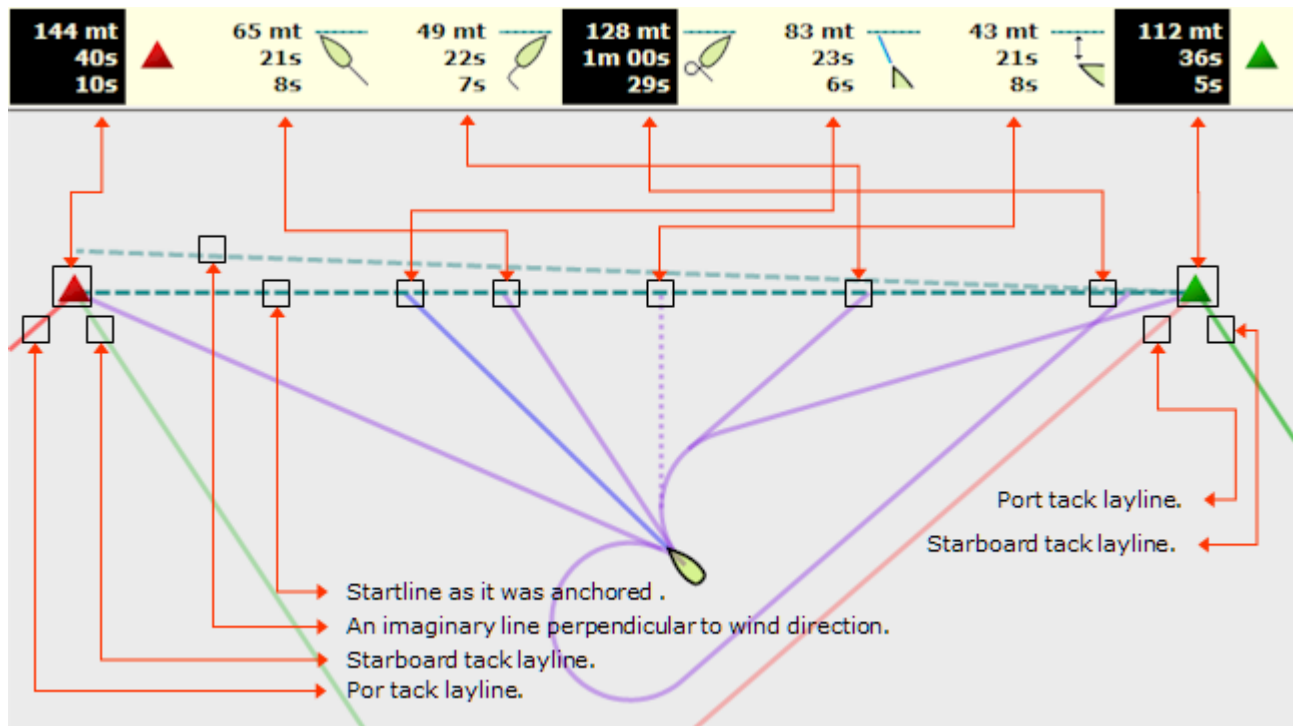 144 mt 65 mt 49 mt 128 mt 83 mt 43 mt 112 mt
40s 21s 22s 1m 00s 23s 21s 36s
10s 8s 7s 29s 6s 8s 5s
Port tack layline.
Starboard tack layline.
Startline as it was anchored .
An imaginary line perpendicular to wind direction.
Starboard tack layline.
Por tack layline.